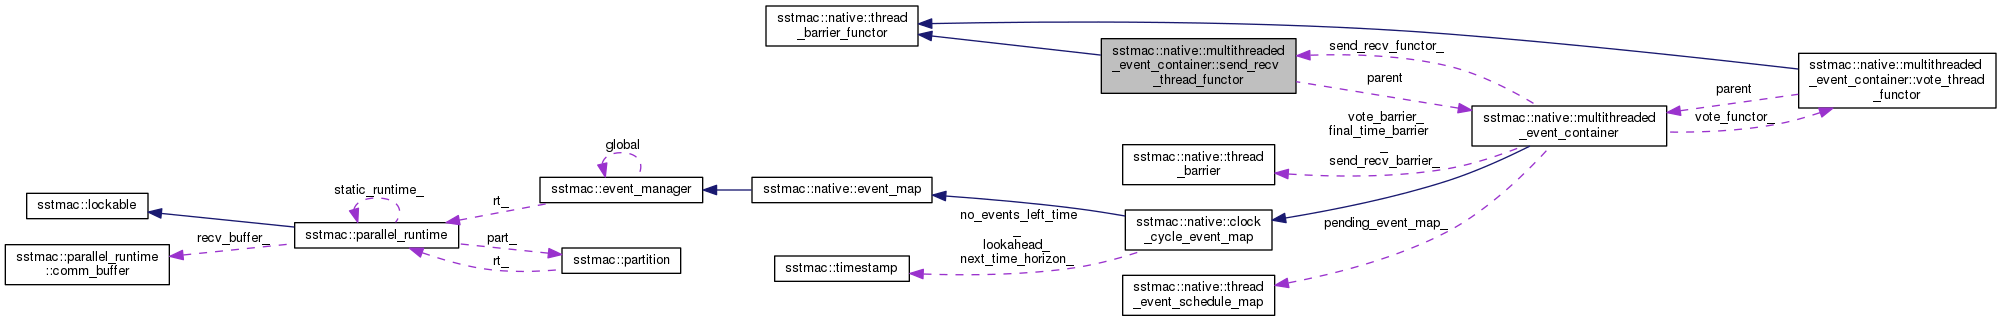 sstmac::native::thread
_barrier_functor
sstmac::native::multithreaded
_event_container::send_recv
_thread_functor
send_recv_functor_
parent
sstmac::native::multithreaded
_event_container::vote_thread
_functor
parent
vote_functor_
sstmac::native::multithreaded
_event_container
vote_barrier_
final_time_barrier
_
send_recv_barrier_
sstmac::native::thread
_barrier
global
sstmac::event_manager
sstmac::native::event_map
static_runtime_
rt_
sstmac::lockable
sstmac::parallel_runtime
no_events_left_time
_
lookahead_
next_time_horizon_
sstmac::native::clock
_cycle_event_map
pending_event_map_
recv_buffer_
part_
rt_
sstmac::parallel_runtime
::comm_buffer
sstmac::partition
sstmac::timestamp
sstmac::native::thread
_event_schedule_map